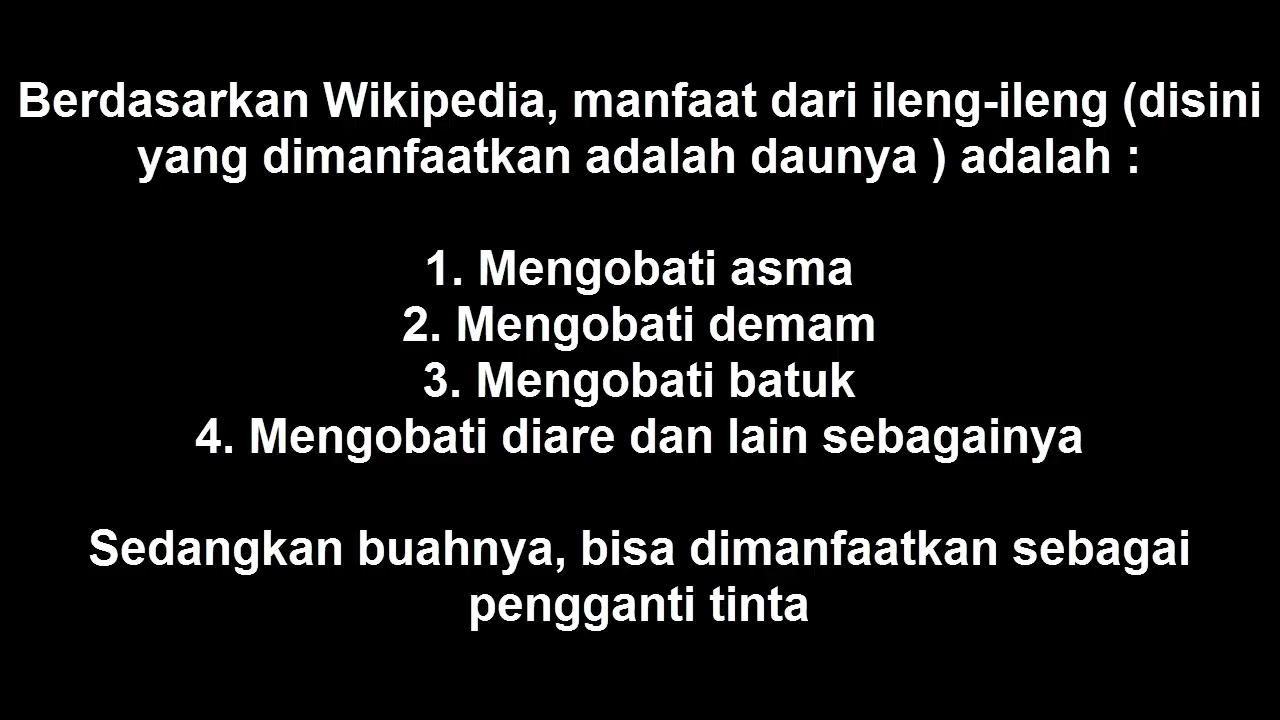 Berdasarkan Wikipedia, manfaat dari ileng-ileng (disini
yang dimanfaatkan adalah daunya ) adalah :
1. Mengobati asma
2. Mengobati demam
3. Mengobati batuk
4. Mengobati diare dan lain sebagainya
Sedangkan buahnya, bisa dimanfaatkan sebagai
pengganti tinta